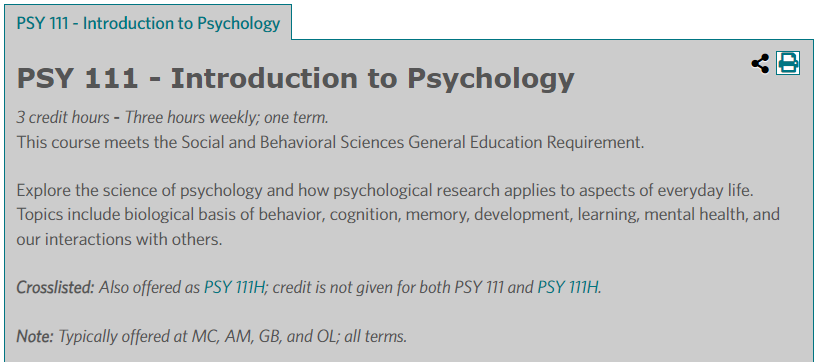 PSY 111 - Introduction to Psychology
PSY 111 - Introduction to Psychology
3 credit hours - Three hours weekly; one term.
This course meets the Social and Behavioral Sciences General Education Requirement.
Explore the science of psychology and how psychological research applies to aspects of everyday life.
Topics include biological basis of behavior, cognition, memory, development, learning, mental health, and
our interactions with others.
Crosslisted: Also offered as PSY 111H; credit is not given for both PSY 111 and PSY 111H.
Note: Typically offered at MC, AM, GB, and OL; all terms.